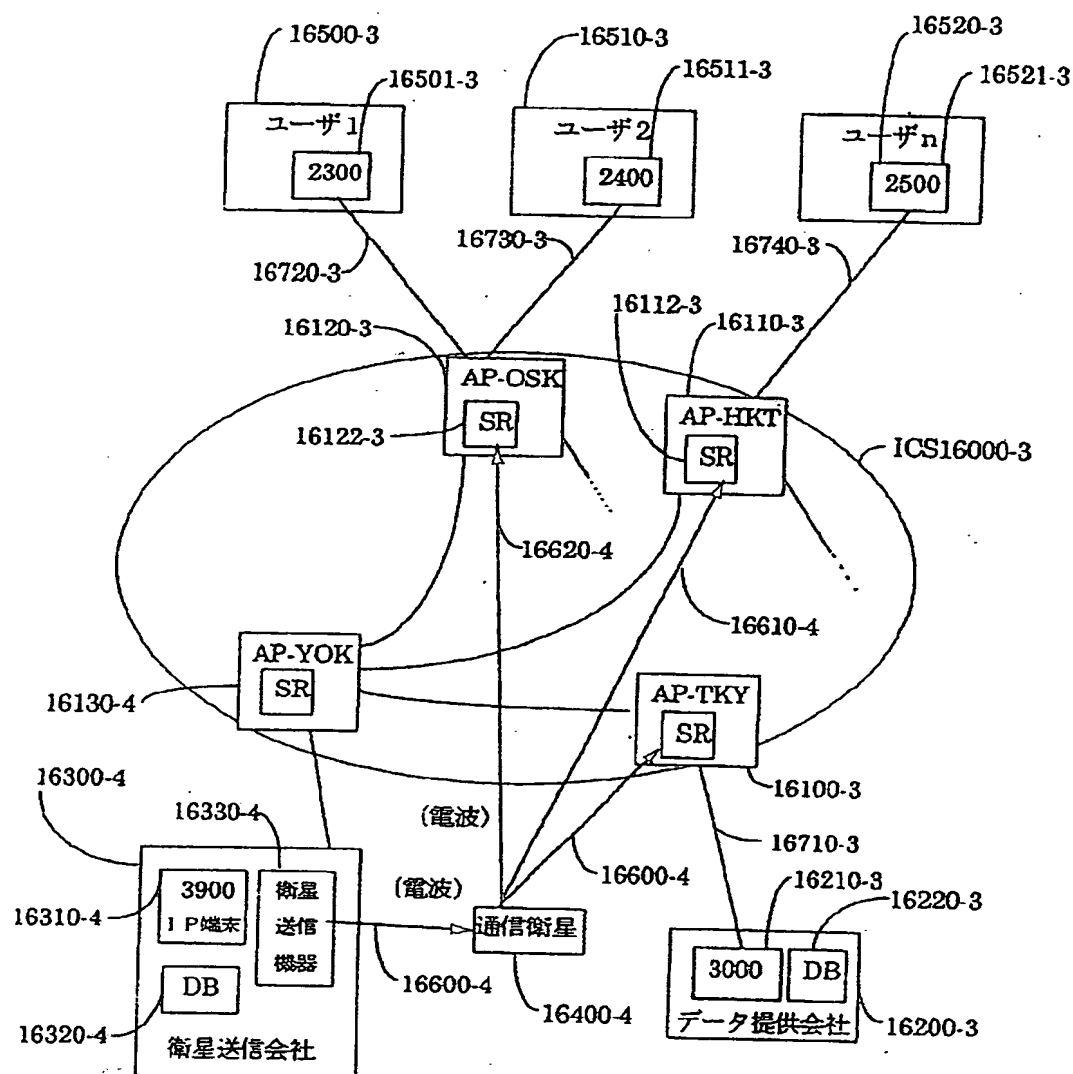 16500-3
16501-3
ユーザ1
2300
16510-3
16511-3
ユーザ2
2400
16520-3
16521-3
ユーザn
2500
16720-3
16730-3
16740-3
16120-3
16112-3
16110-3
AP-OSK
SR
16122-3
AP-HKT
SR
ICS16000-3
16620-4
16610-4
AP-YOK
SR
16130-4
AP-TKY
SR
16100-3
16300-4
16330-4
(電波)
16710-3
16600-4
3900
IP端末
16310-4
衛星
送信
機器
(電波)
通信衛星
16210-3
16220-3
3000
DB
データ提供会社
16200-3
DB
16320-4
16600-4
16400-4
衛星送信会社